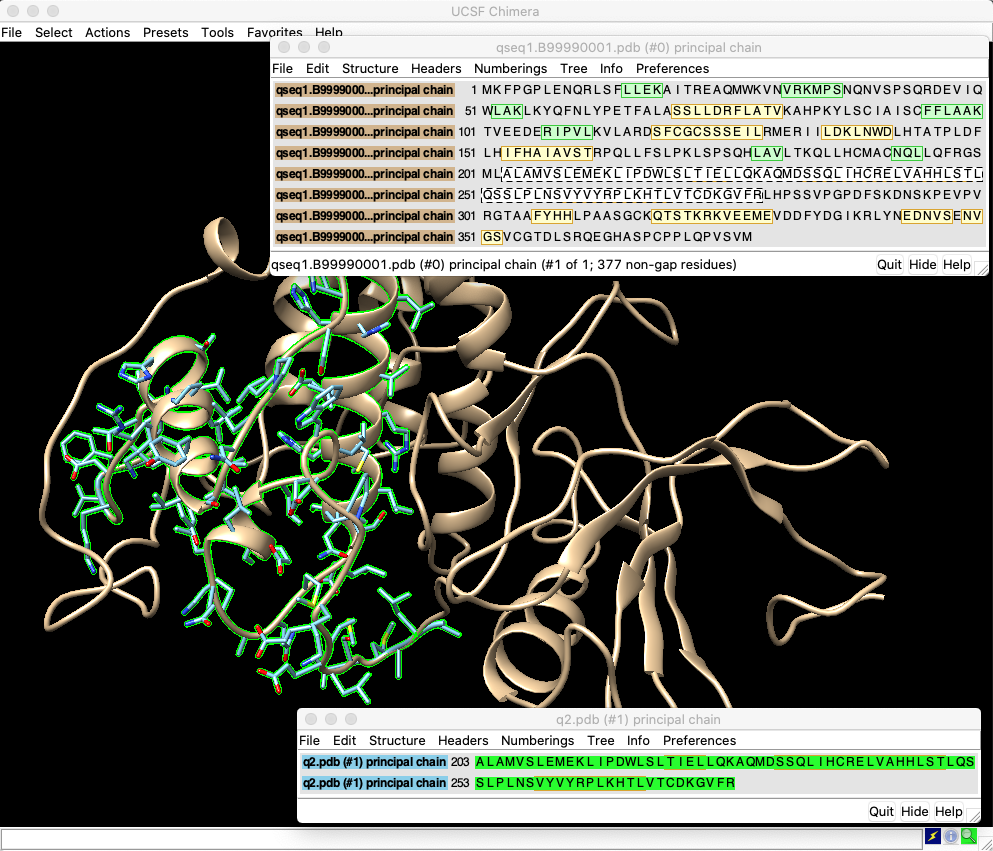 UCSF Chimera
File Select Actions Presets Tools Favorites Help
qseq1.B99990001.pdb (#0) principal chain
File Edit Structure Headers Numberings Tree Info Preferences
qseq1.B9999000...principal chain 1 MKFPGPLENQRLSFLLEKAITREAQMWKVNVRKMPSNQNVSPSQRDEVIQ
qseq1.B9999000...principal chain 51 WLAKLKYQFNLYPETFALASSLLDRFLATVKAHPKYLSCIAISCFFLAAK
qseq1.B9999000...principal chain 101 TVEEDERIPVLKVLARDSFCGCSSSEILRMERIILDKLNWDLHTATPLDF
qseq1.B9999000...principal chain 151 LHIFHAIAVSTRPQLLFSLPKLSPSQHLAVLTKQLLHCMACNQLLQFRGS
qseq1.B9999000...principal chain 201 MLALAMVSLEMEKLIPDWLSLTIELLQKAQMDSSQLIHCRELVAHHLSTL
qseq1.B9999000...principal chain 251 QSSLPLNSVYVYRPLKHTLVTCDKGVFRLHPSSVPGPDFSKDNSKPEVPV
qseq1.B9999000...principal chain 301 RGTAAFYHHLPAASGCKQTSTKRKVEEMEVDDFYDGIKRLYNEDNVSENV
qseq1.B9999000...principal chain 351 GSVCGTDLSRQEGHASPCPPLQPVSVM
qseq1.B99990001.pdb (#0) principal chain (#1 of 1; 377 non-gap residues) Quit Hide Help
q2.pdb (#1) principal chain
File Edit Structure Headers Numberings Tree Info Preferences
q2.pdb (#1) principal chain 203 ALAMVSLEMEKLIPDWLSLTIELLQKAQMDSSQLIHCRELVAHHLSTLQS
q2.pdb (#1) principal chain 253 SLPLNSVYVYRPLKHTLVTCDKGVFR
Quit Hide Help